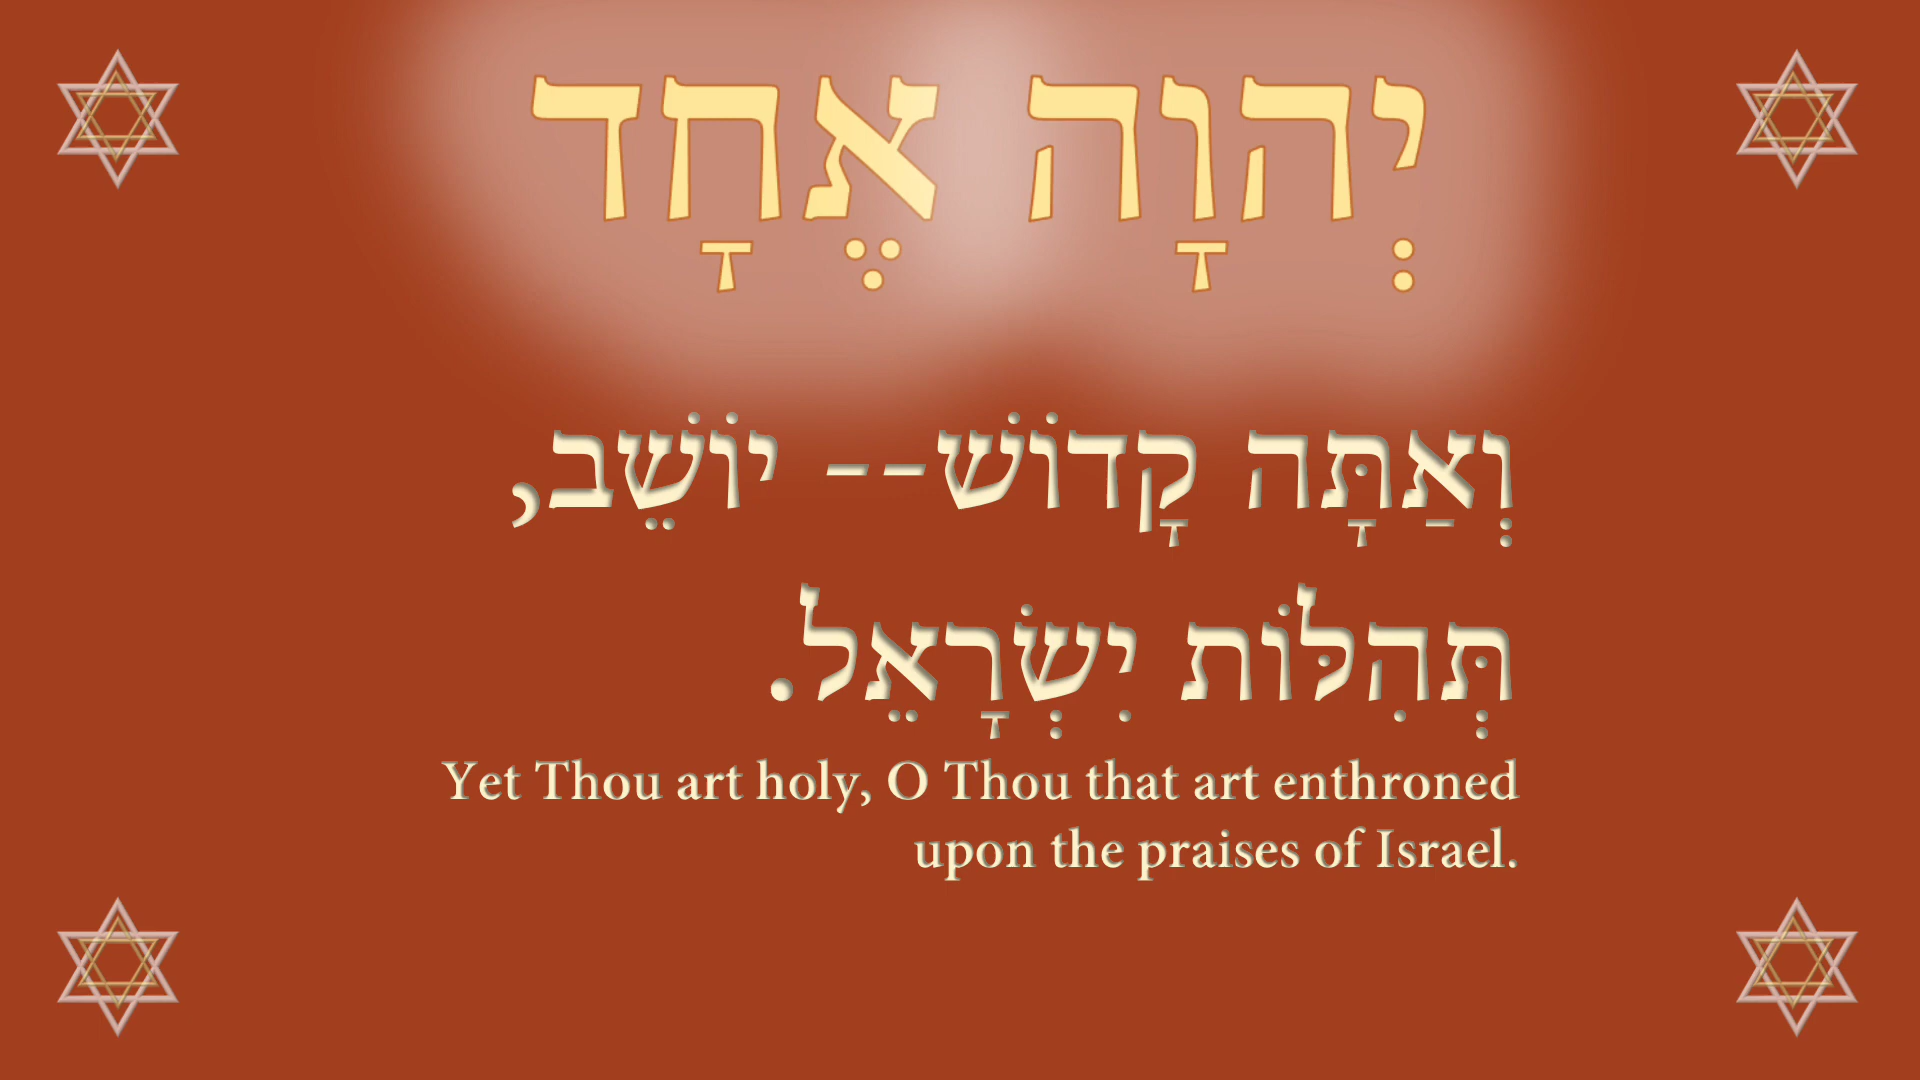 יְהוָה אֶחָד
וְאַתָּה קָדוֹשׁ-- יוֹשֵׁב,
תְּהִלּוֹת יִשְׂרָאֵל.
Yet Thou art holy, O Thou that art enthroned
upon the praises of Israel.